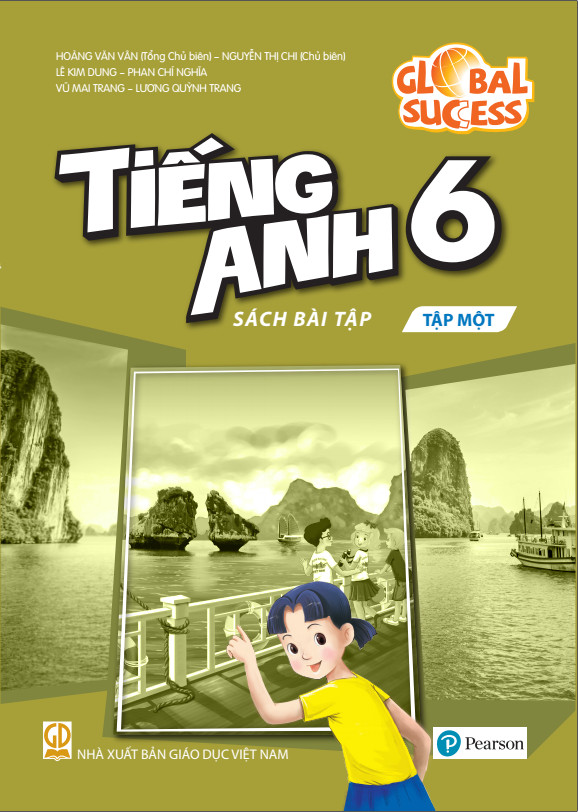 HOÀNG VĂN VÂN (Tổng Chủ biên) – NGUYỄN THỊ CHI (Chủ biên)
LÊ KIM DUNG – PHAN CHÍ NGHĨA
VŨ MAI TRANG – LƯƠNG QUỲNH TRANG
GLOBAL
SUCCESS
TIẾNG
ANH 6
SÁCH BÀI TẬP
TẬP MỘT
GD
NHÀ XUẤT BẢN GIÁO DỤC VIỆT NAM
P Pearson